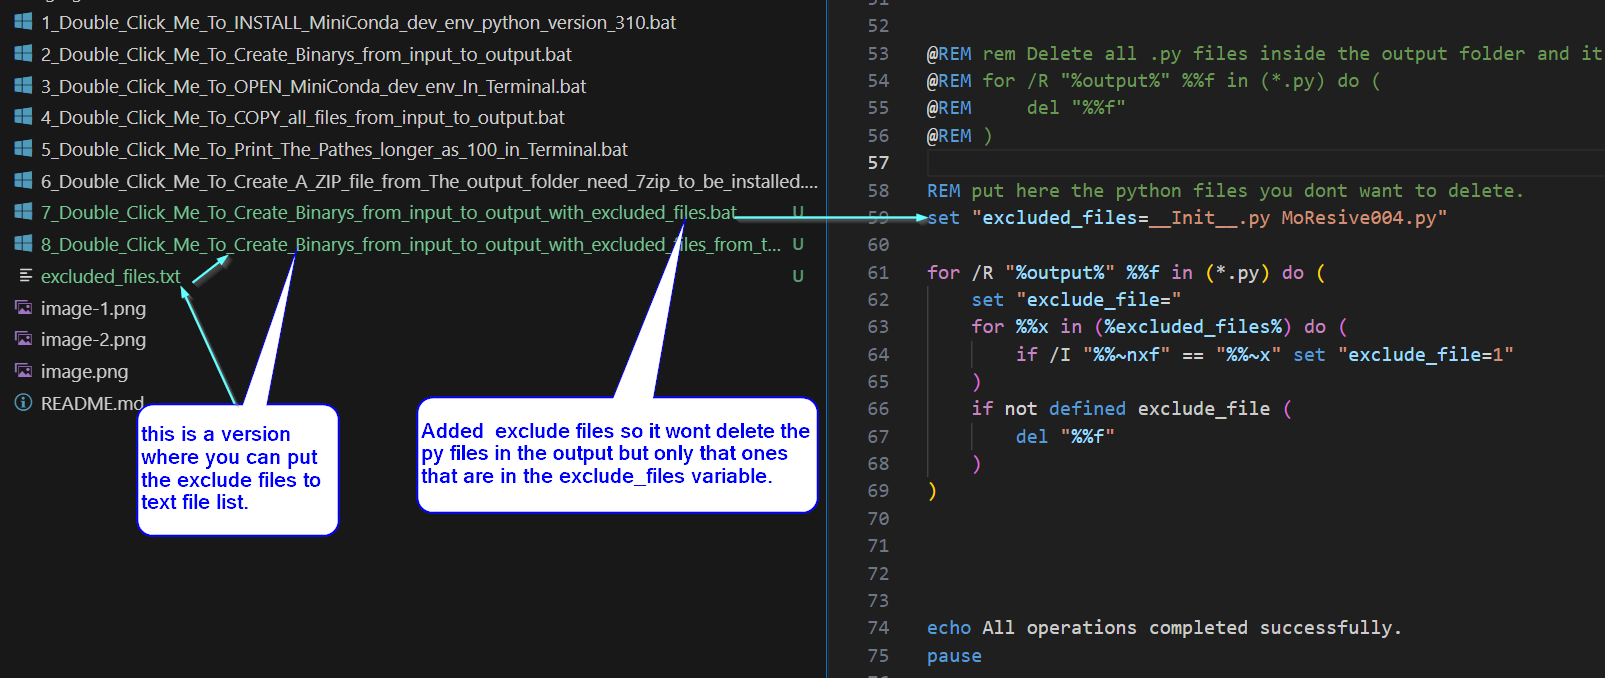 1_Double_Click_Me_To_INSTALL_MiniConda_dev_env_python_version_310.bat
2_Double_Click_Me_To_Create_Binarys_from_input_to_output.bat
3_Double_Click_Me_To_OPEN_MiniConda_dev_env_In_Terminal.bat
4_Double_Click_Me_To_COPY_all_files_from_input_to_output.bat
5_Double_Click_Me_To_Print_The_Pathes_longer_as_100_in_Terminal.bat
6_Double_Click_Me_To_Create_A_ZIP_file_from_The_output_folder_need_7zip_to_be_installed....
7_Double_Click_Me_To_Create_Binarys_from_input_to_output_with_excluded_files.bat U
8_Double_Click_Me_To_Create_Binarys_from_input_to_output_with_excluded_files_from_t... U
excluded_files.txt U
image-1.png
image-2.png
image.png
README.md
this is a version
where you can put
the exclude files to
text file list.
Added exclude files so it wont delete the
py files in the output but only that ones
that are in the exclude_files variable.
51
52
53 @REM rem Delete all .py files inside the output folder and it
54 @REM for /R "%output%" %%f in (*.py) do (
55 @REM     del "%%f"
56 @REM )
57
58 REM put here the python files you dont want to delete.
59 set "excluded_files=__Init__.py MoResive004.py"
60
61 for /R "%output%" %%f in (*.py) do (
62     set "exclude_file="
63     for %%x in (%excluded_files%) do (
64         if /I "%%~nxf" == "%%~x" set "exclude_file=1"
65     )
66     if not defined exclude_file (
67         del "%%f"
68     )
69 )
70
71
72
73
74 echo All operations completed successfully.
75 pause